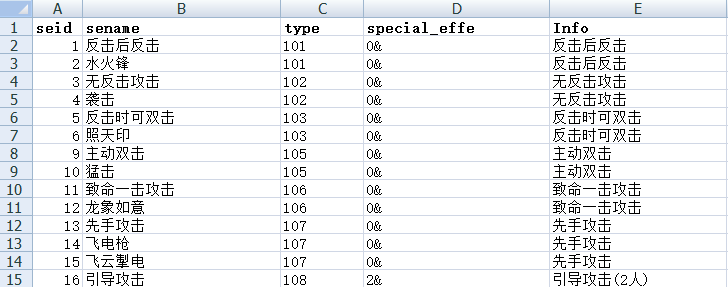 A B C D E
1 seid sename type special_effe Info
2 1 反击后反击 101 0& 反击后反击
3 2 水火锋 101 0& 反击后反击
4 3 无反击攻击 102 0& 无反击攻击
5 4 袭击 102 0& 无反击攻击
6 5 反击时可双击 103 0& 反击时可双击
7 6 照天印 103 0& 反击时可双击
8 9 主动双击 105 0& 主动双击
9 10 猛击 105 0& 主动双击
10 11 致命一击攻击 106 0& 致命一击攻击
11 12 龙象如意 106 0& 致命一击攻击
12 13 先手攻击 107 0& 先手攻击
13 14 飞电枪 107 0& 先手攻击
14 15 飞云掣电 107 0& 先手攻击
15 16 引导攻击 108 2& 引导攻击(2人)